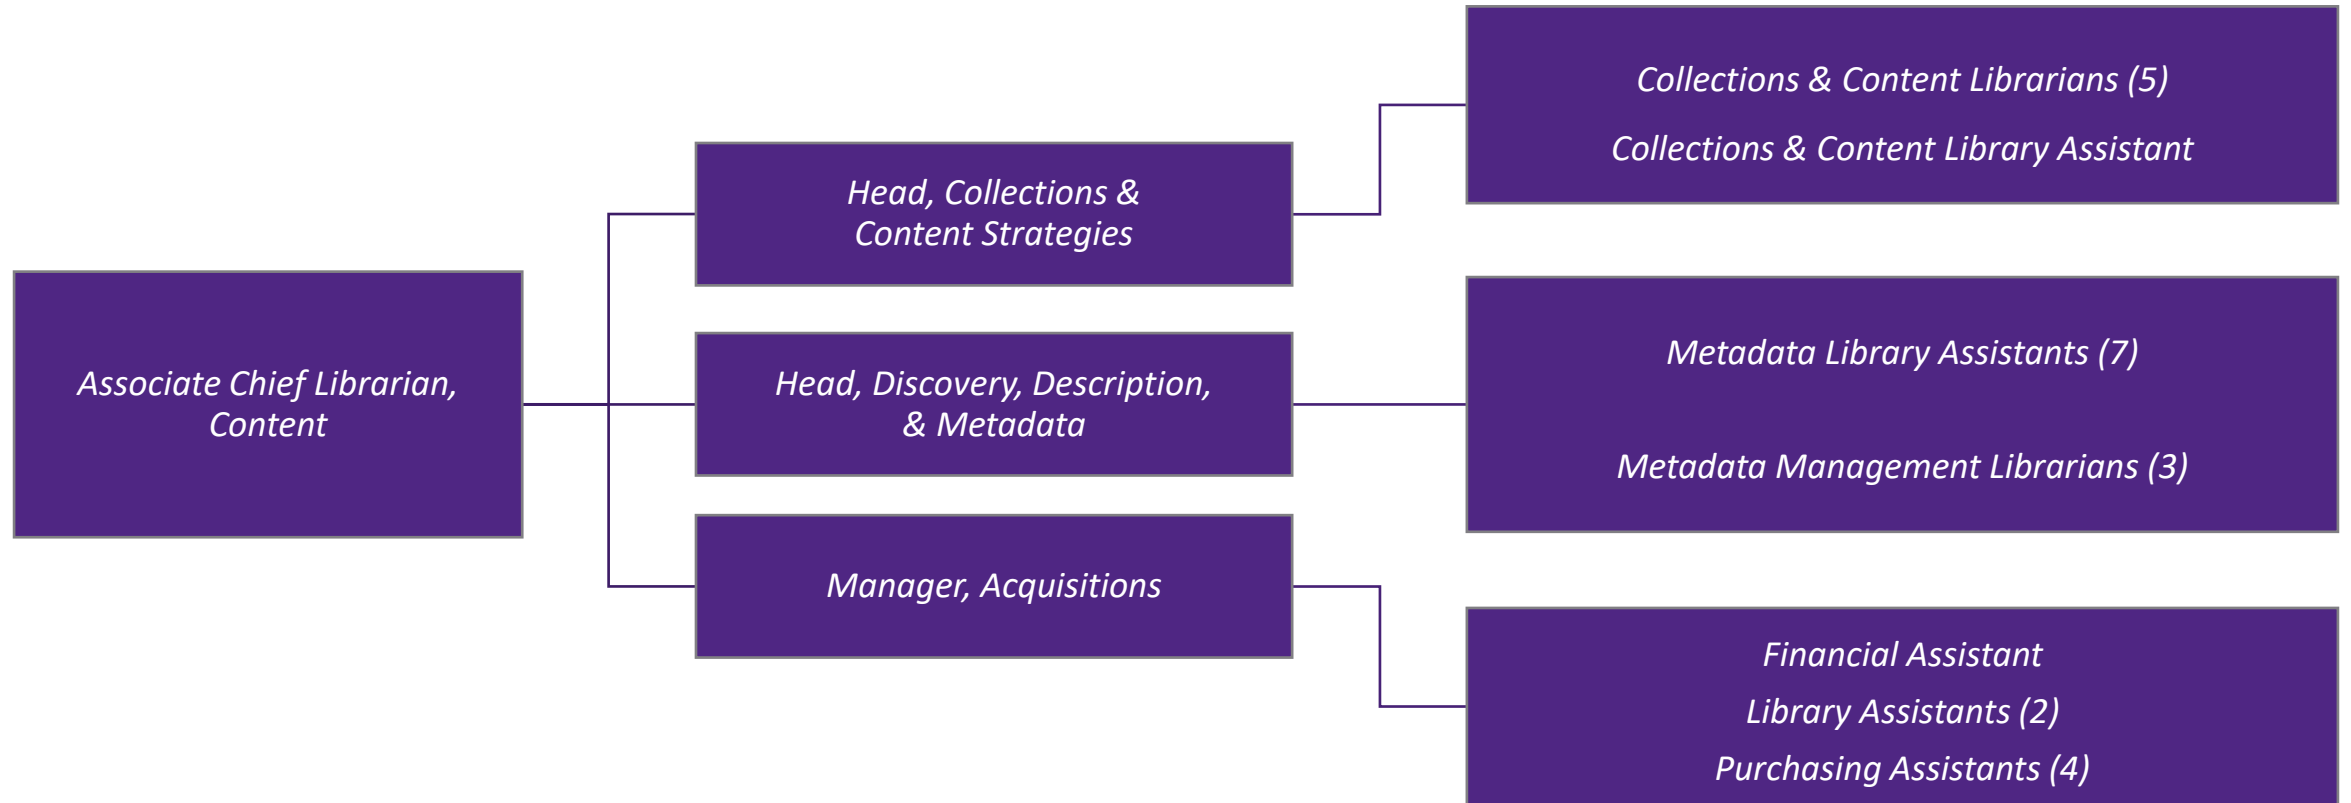 Associate Chief Librarian,
Content
Head, Collections &
Content Strategies
Head, Discovery, Description,
& Metadata
Manager, Acquisitions
Collections & Content Librarians (5)
Collections & Content Library Assistant
Metadata Library Assistants (7)
Metadata Management Librarians (3)
Financial Assistant
Library Assistants (2)
Purchasing Assistants (4)